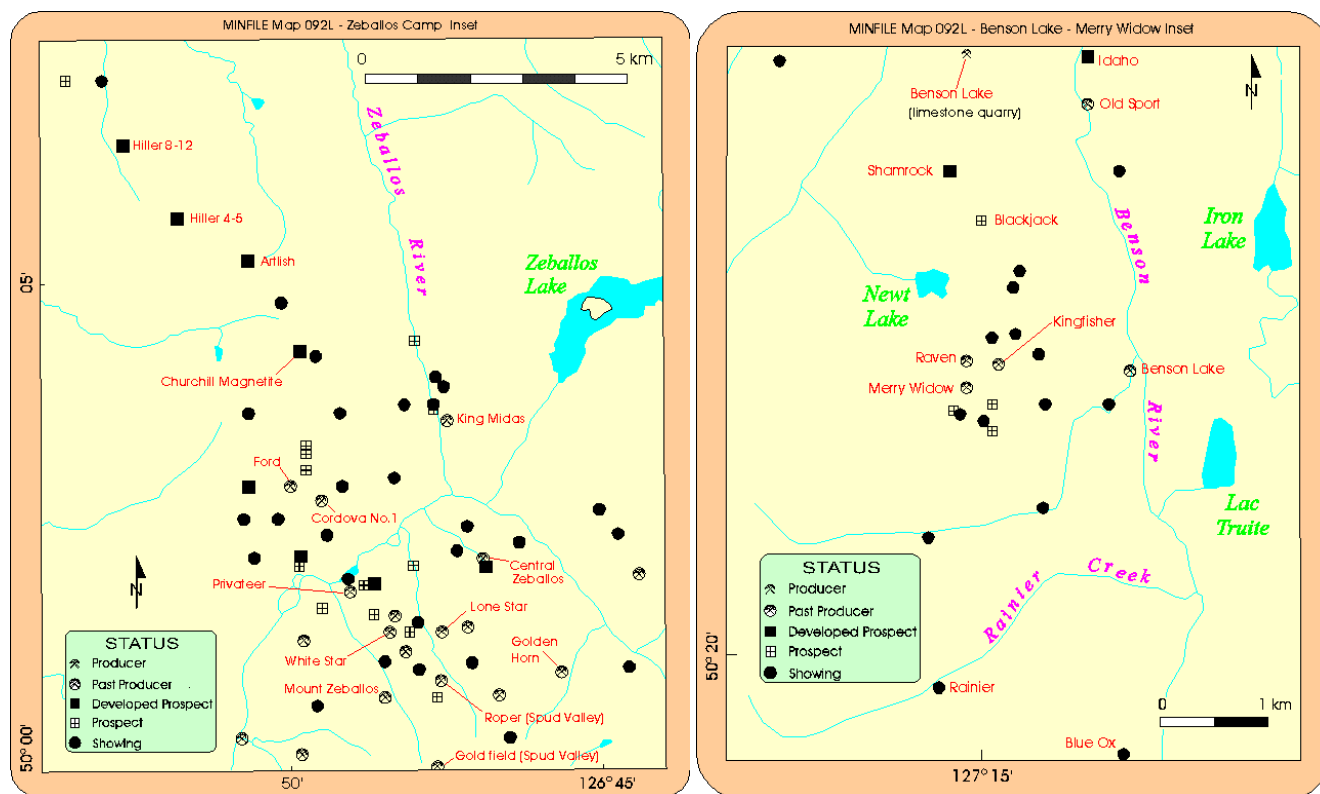 MINFILE Map 092L - Zeballos Camp Inset
0
5 km
Zeballos
River
Hiller 8-12
Hiller 4-5
Artlish
Zeballos
Lake
05'
Churchill Magnetite
King Midas
Ford
Cordova No.1
Privateer
Central
Zeballos
Lone Star
White Star
Golden
Horn
Mount Zeballos
Roper (Spud Valley)
Gold field (Spud Valley)
N
STATUS
Producer
Past Producer
Developed Prospect
Prospect
Showing
50° 00'
50'
126° 45'
MINFILE Map 092L - Benson Lake - Merry Widow Inset
Idaho
Benson Lake
(limestone quarry)
Old Sport
N
Shamrock
Blackjack
Benson
River
Iron
Lake
Newt
Lake
Kingfisher
Raven
Benson Lake
Merry Widow
Lac
Truite
Rainier Creek
STATUS
Producer
Past Producer
Developed Prospect
Prospect
Showing
50° 20'
Rainier
0
1 km
Blue Ox
127° 15'